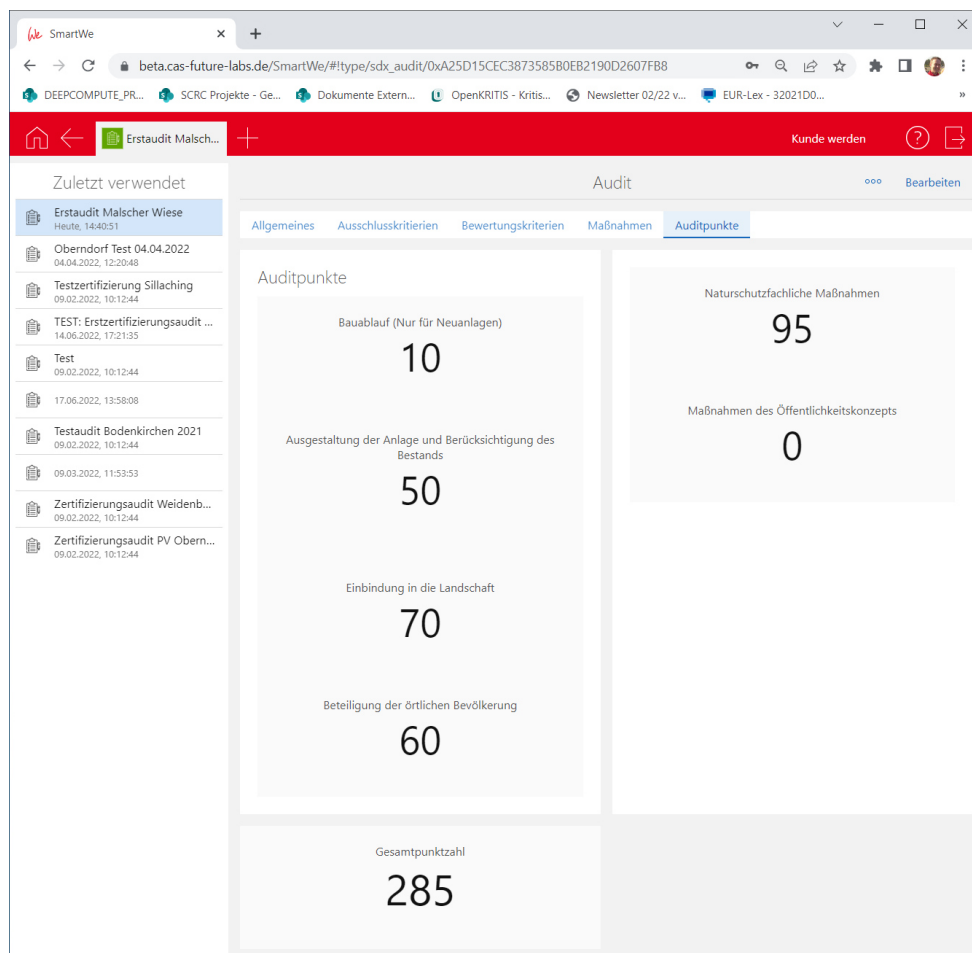 We SmartWe
beta.cas-future-labs.de/SmartWe/#!type/sdx_audit/0xA25D15CEC3873585B0EB2190D2607FB8
DEEPCOMPUTE_PR... SCRC Projekte - Ge... Dokumente Extern... OpenKRITIS - Kritis... Newsletter 02/22 v... EUR-Lex - 32021D0... »
Erstaudit Malsch... Kunde werden ?
Zuletzt verwendet
Erstaudit Malscher Wiese
Heute, 14:40:51
Oberndorf Test 04.04.2022
04.04.2022, 12:20:48
Testzertifizierung Sillaching
09.02.2022, 10:12:44
TEST: Erstzertifizierungsaudit ...
14.06.2022, 17:21:35
Test
09.02.2022, 10:12:44
17.06.2022, 13:58:08
Testaudit Bodenkirchen 2021
09.02.2022, 10:12:44
09.03.2022, 11:53:53
Zertifizierungsaudit Weidenb...
09.02.2022, 10:12:44
Zertifizierungsaudit PV Obern...
09.02.2022, 10:12:44
Audit
Bearbeiten
Allgemeines Ausschlusskritierien Bewertungskriterien Maßnahmen Auditpunkte
Auditpunkte
Bauablauf (Nur für Neuanlagen)
10
Ausgestaltung der Anlage und Berücksichtigung des
Bestands
50
Einbindung in die Landschaft
70
Beteiligung der örtlichen Bevölkerung
60
Naturschutzfachliche Maßnahmen
95
Maßnahmen des Öffentlichkeitskonzepts
0
Gesamtpunktzahl
285